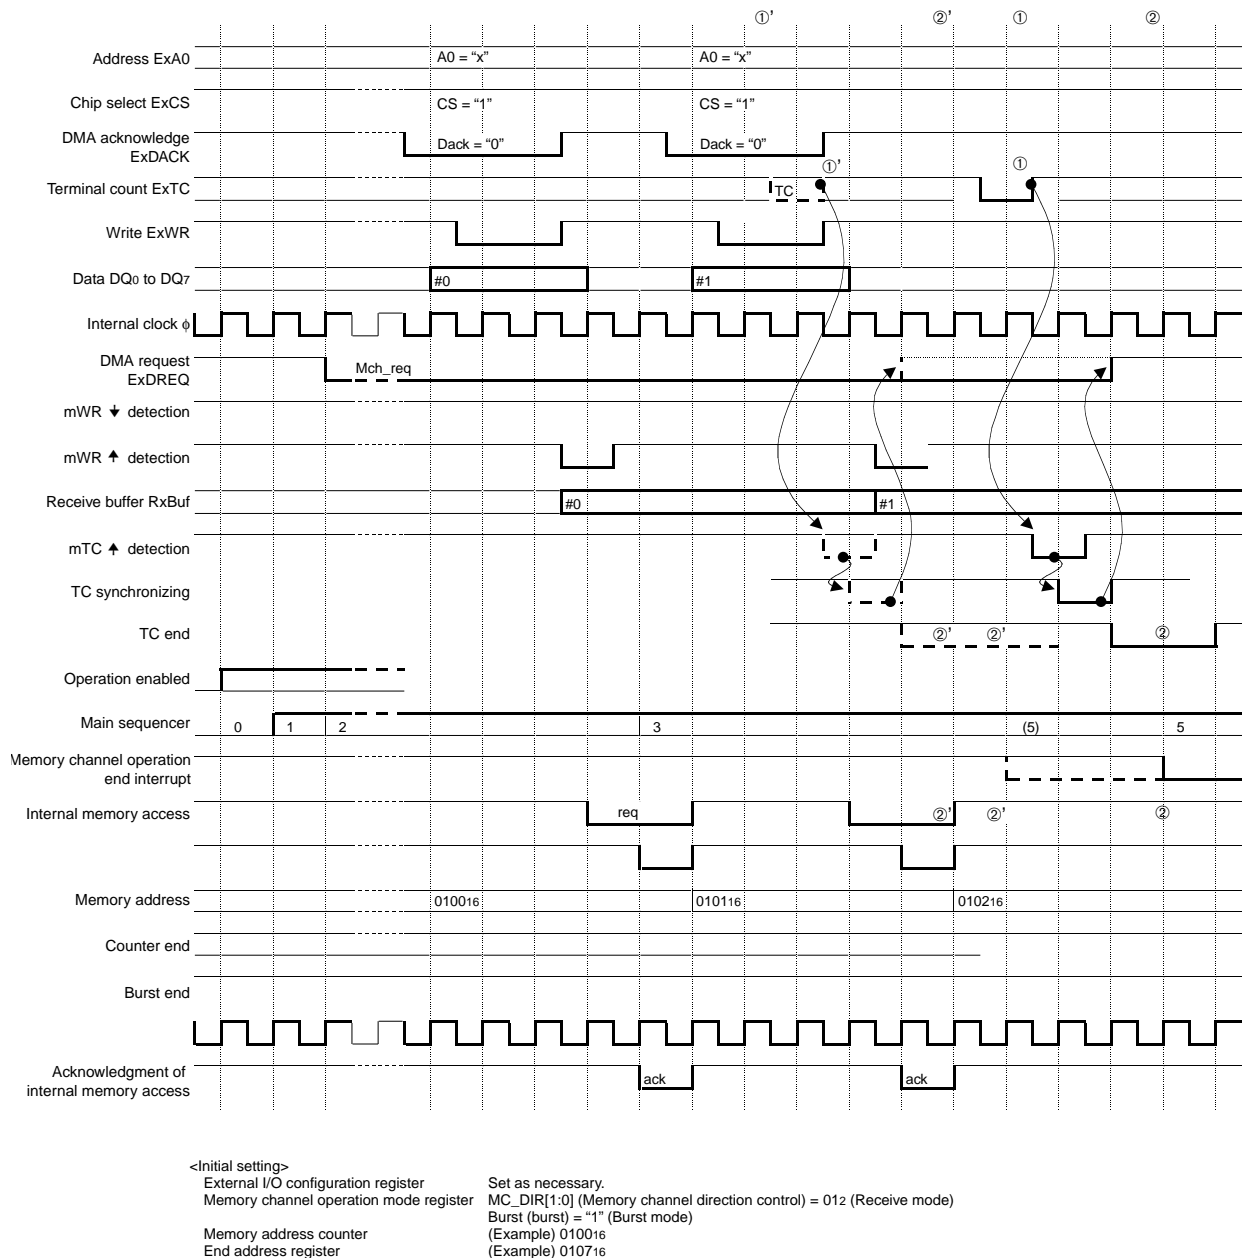 ①’ ②’ ① ②
Address ExA0 A0 = “x” A0 = “x”
Chip select ExCS CS = “1” CS = “1”
DMA acknowledge
ExDACK Dack = “0” Dack = “0”
①’ ①
Terminal count ExTC TC
Write ExWR
Data DQ0 to DQ7 #0 #1
Internal clock ϕ
DMA request
ExDREQ Mch_req
mWR ↓ detection
mWR ↑ detection
Receive buffer RxBuf #0 #1
mTC ↑ detection
TC synchronizing
TC end ②’ ②’ ②
Operation enabled
Main sequencer 0 1 2 3 (5) 5
Memory channel operation
end interrupt
Internal memory access req ②’ ②’ ②
Memory address 010016 010116 010216
Counter end
Burst end
Acknowledgment of
internal memory access ack ack
<Initial setting>
External I/O configuration register Set as necessary.
Memory channel operation mode register MC_DIR[1:0] (Memory channel direction control) = 012 (Receive mode)
Burst (burst) = “1” (Burst mode)
Memory address counter (Example) 010016
End address register (Example) 010716